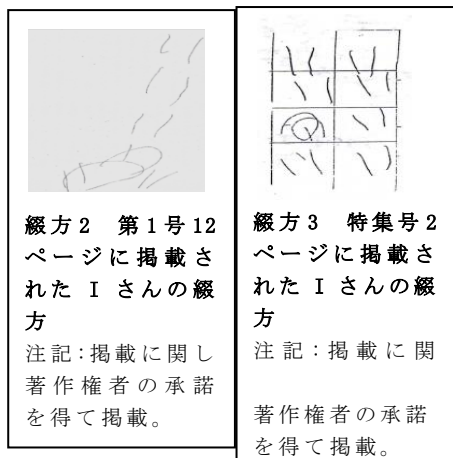 綴方2 第1号12
ページに掲載さ
れた I さんの綴
方
注記:掲載に関し
著作権者の承諾
を得て掲載。
綴方3 特集号2
ページに掲載さ
れた I さんの綴
方
注記:掲載に関
著作権者の承諾
を得て掲載。